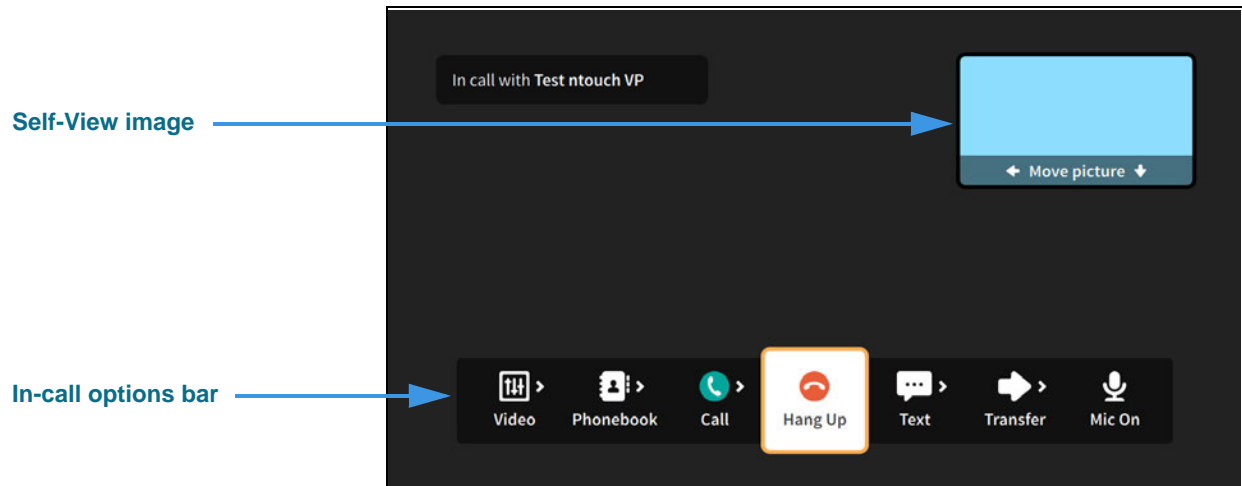 In call with Test ntouch VP
Self-View image
Move picture
In-call options bar
Video
Phonebook
Call
Hang Up
Text
Transfer
Mic On